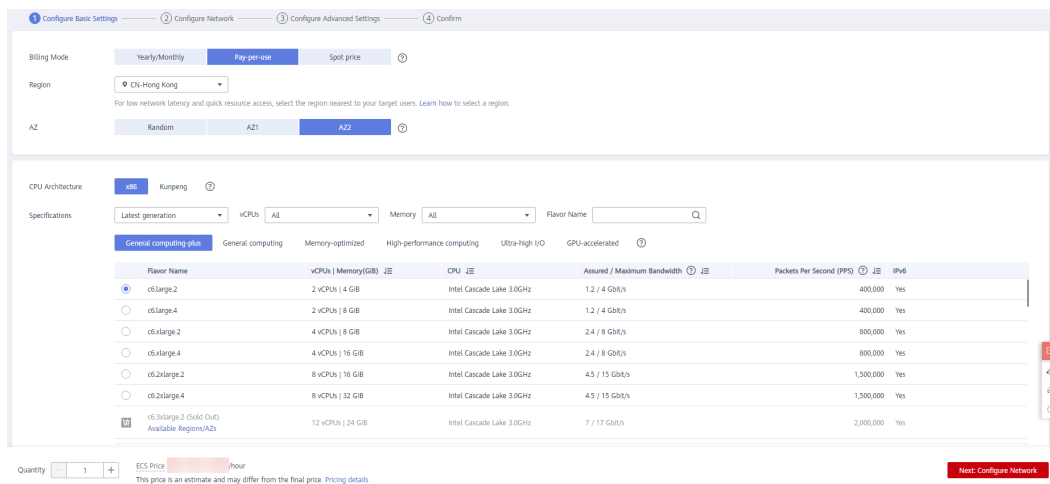 1 Configure Basic Settings 2 Configure Network 3 Configure Advanced Settings 4 Confirm
Billing Mode Yearly/Monthly Pay-per-use Spot price ?
Region CN-Hong Kong
For low network latency and quick resource access, select the region nearest to your target users. Learn how to select a region.
AZ Random AZ1 AZ2 ?
CPU Architecture x86 Kunpeng ?
Specifications Latest generation vCPUs All Memory All Flavor Name
General computing-plus General computing Memory-optimized High-performance computing Ultra-high I/O GPU-accelerated ?
Flavor Name vCPUs | Memory(GiB) CPU Assured / Maximum Bandwidth ? Packets Per Second (PPS) ? IPv6
c6.large.2 2 vCPUs | 4 GiB Intel Cascade Lake 3.0GHz 1.2 / 4 Gbit/s 400,000 Yes
c6.large.4 2 vCPUs | 8 GiB Intel Cascade Lake 3.0GHz 1.2 / 4 Gbit/s 400,000 Yes
c6.xlarge.2 4 vCPUs | 8 GiB Intel Cascade Lake 3.0GHz 2.4 / 8 Gbit/s 800,000 Yes
c6.xlarge.4 4 vCPUs | 16 GiB Intel Cascade Lake 3.0GHz 2.4 / 8 Gbit/s 800,000 Yes
c6.2xlarge.2 8 vCPUs | 16 GiB Intel Cascade Lake 3.0GHz 4.5 / 15 Gbit/s 1,500,000 Yes
c6.2xlarge.4 8 vCPUs | 32 GiB Intel Cascade Lake 3.0GHz 4.5 / 15 Gbit/s 1,500,000 Yes
c6.3xlarge.2 (Sold Out) 12 vCPUs | 24 GiB Intel Cascade Lake 3.0GHz 7 / 17 Gbit/s 2,000,000 Yes
Available Regions/AZs
Quantity − 1 + ECS Price /hour
This price is an estimate and may differ from the final price. Pricing details
Next: Configure Network